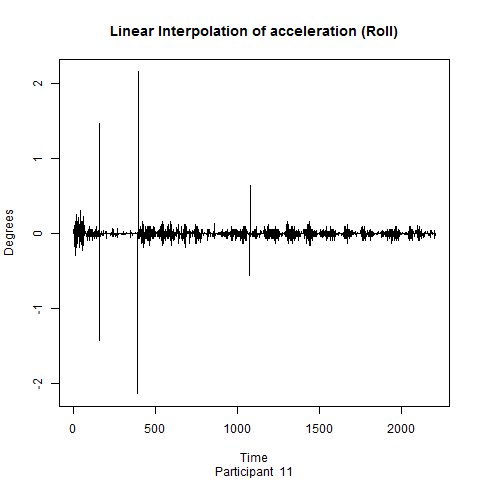 Linear Interpolation of acceleration (Roll)
Degrees
2
1
0
-1
-2
0 500 1000 1500 2000
Time
Participant 11